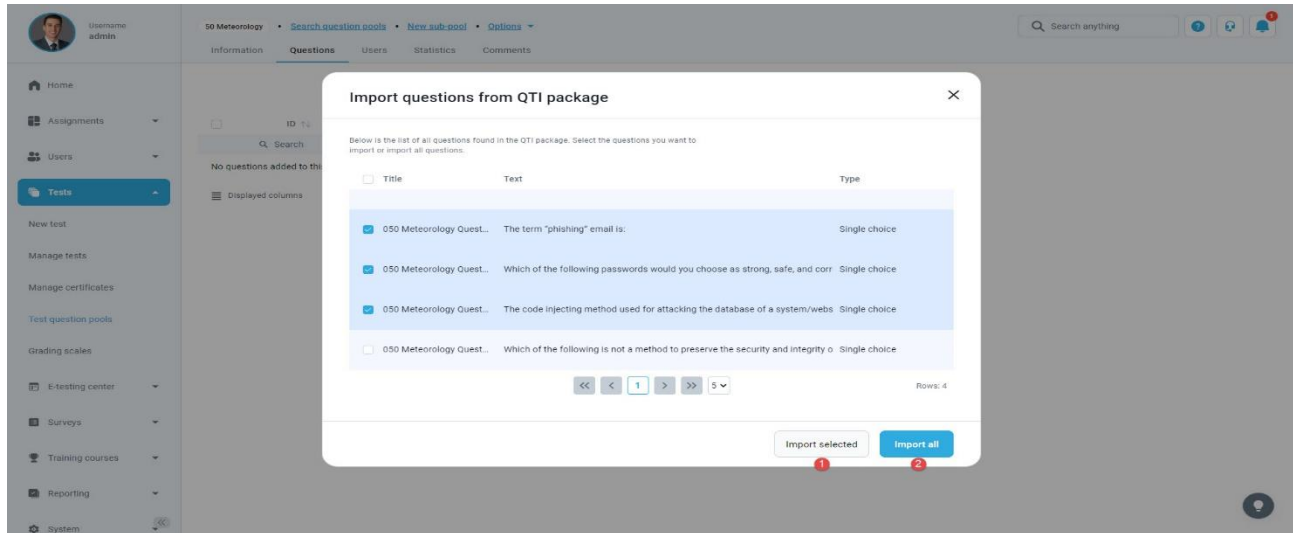 Username
admin
50 Meteorology • Search question pools • New sub-pool • Options
Search anything
1
Information Questions Users Statistics Comments
Home
Assignments
Users
Tests
New test
Manage tests
Manage certificates
Test question pools
Grading scales
E-testing center
Surveys
Training courses
Reporting
System
ID
Search
No questions added to thi
Displayed columns
Import questions from QTI package
Below is the list of all questions found in the QTI package. Select the questions you want to
import or import all questions.
Title Text Type
050 Meteorology Quest... The term "phishing" email is: Single choice
050 Meteorology Quest... Which of the following passwords would you choose as strong, safe, and corr Single choice
050 Meteorology Quest... The code injecting method used for attacking the database of a system/webs Single choice
050 Meteorology Quest... Which of the following is not a method to preserve the security and integrity o Single choice
<< < 1 > >> 5 Rows: 4
Import selected Import all
1 2